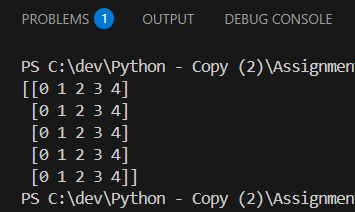 PROBLEMS 1 OUTPUT DEBUG CONSOLE
PS C:\dev\Python - Copy (2)\Assignmen
[[0 1 2 3 4]
 [0 1 2 3 4]
 [0 1 2 3 4]
 [0 1 2 3 4]
 [0 1 2 3 4]]
PS C:\dev\Python - Copy (2)\Assignmen